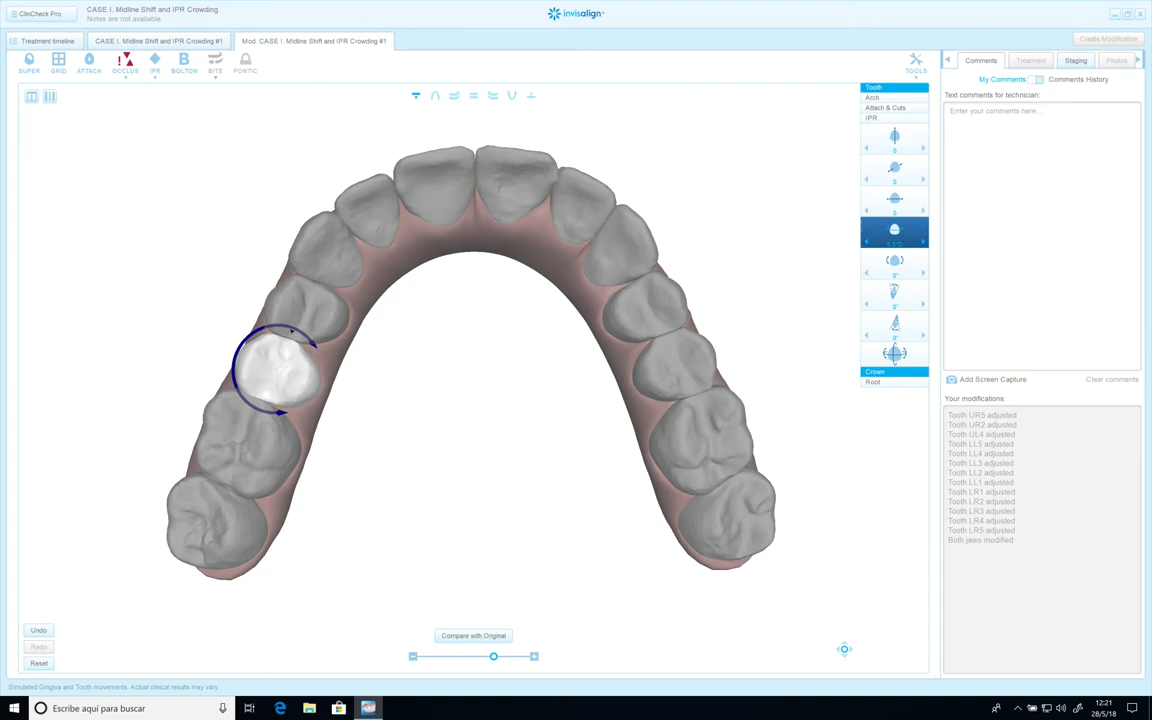 ClinCheck Pro
CASE I. Midline Shift and IPR Crowding
Notes are not available
invisalign
Treatment timeline
CASE I. Midline Shift and IPR Crowding #1
Mod. CASE I. Midline Shift and IPR Crowding #1
Create Modification
SUPER
GRID
ATTACH
OCCLUS
IPR
BOLTON
BITE
PONTIC
TOOLS
Tooth
Arch
Attach & Cuts
IPR
0
0
0
0°
0°
0°
Crown
Root
Comments
Treatment
Staging
Photos
My Comments
Comments History
Text comments for technician:
Enter your comments here...
Add Screen Capture
Clear comments
Your modifications:
Tooth UR5 adjusted
Tooth UR2 adjusted
Tooth UL4 adjusted
Tooth LL5 adjusted
Tooth LL4 adjusted
Tooth LL3 adjusted
Tooth LL2 adjusted
Tooth LL1 adjusted
Tooth LR1 adjusted
Tooth LR2 adjusted
Tooth LR3 adjusted
Tooth LR4 adjusted
Tooth LR5 adjusted
Both jaws modified
Undo
Redo
Reset
Compare with Original
Simulated Gingiva and Tooth movements. Actual clinical results may vary.
Escribe aquí para buscar
12:21
28/5/18